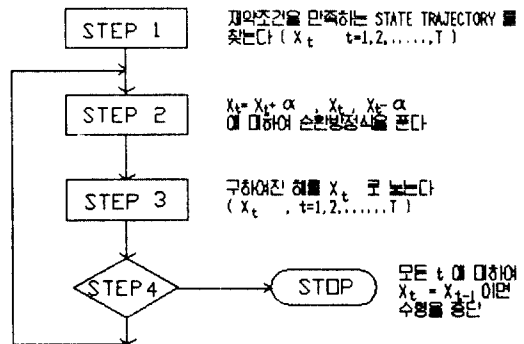 STEP 1
제약조건을 만족하는 STATE TRAJECTORY 를
찾는다 ( X_t t=1,2,.....,T )
STEP 2
X_t= X_t+ α , X_t, X_t- α
에 대하여 순환방정식을 푼다
STEP 3
구하여진 해를 X_t 로 놓는다
( X_t , t=1,2,......,T )
STEP 4
STOP
모든 t 에 대하여
X_t = X_t-1 이면
수행을 중단